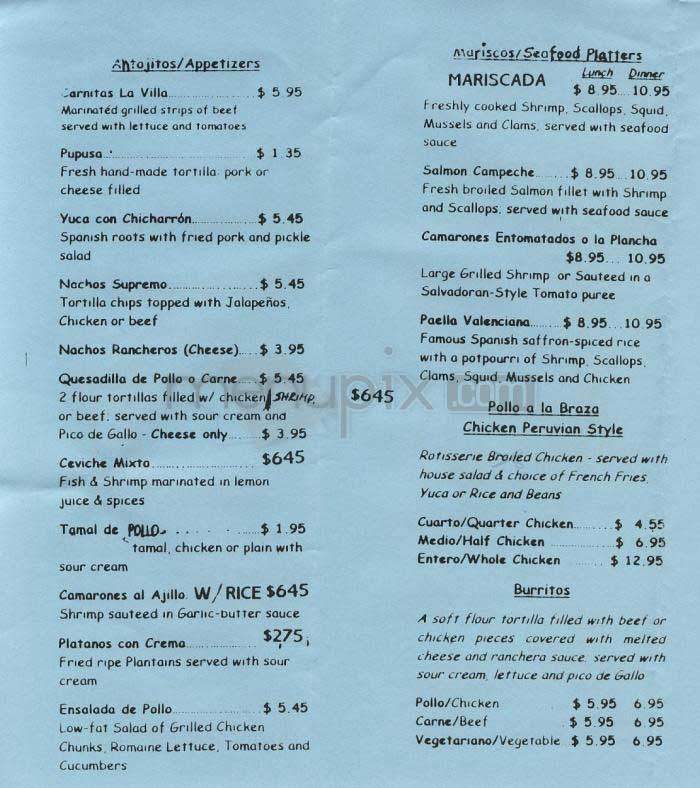 Antojitos/Appetizers
Carnitas La Villa............................$ 5.95
Marinated grilled strips of beef
served with lettuce and tomatoes
Pupusa..............................................$ 1.35
Fresh hand-made tortilla: pork or
cheese filled
Yuca con Chicharrón.................$ 5.45
Spanish roots with fried pork and pickle
salad
Nachos Supremo........................$ 5.45
Tortilla chips topped with Jalapeños,
Chicken or beef
Nachos Rancheros (Cheese)....$ 3.95
Quesadilla de Pollo o Carne....$ 5.45
2 flour tortillas filled w/ chicken/SHRIMP $645
or beef; served with sour cream and
Pico de Gallo - Cheese only.......$ 3.95
Ceviche Mixto............................$645
Fish & Shrimp marinated in lemon
juice & spices
Tamal de POLLO. . . . . . . . .....$ 1.95
tamal, chicken or plain with
sour cream
Camarones al Ajillo W/RICE $645
Shrimp sauteed in Garlic-butter sauce
Platanos con Crema....................$275
Fried ripe Plantains served with sour
cream
Ensalada de Pollo........................$ 5.45
Low-fat Salad of Grilled Chicken
Chunks, Romaine Lettuce, Tomatoes and
Cucumbers
Mariscos/Seafood Platters
Lunch Dinner
MARISCADA $ 8.95....10.95
Freshly cooked Shrimp, Scallops, Squid,
Mussels and Clams, served with seafood
sauce
Salmon Campeche.........$ 8.95....10.95
Fresh broiled Salmon fillet with Shrimp
and Scallops, served with seafood sauce
Camarones Entomatados o la Plancha
$8.95.... 10.95
Large Grilled Shrimp or Sauteed in a
Salvadoran-Style Tomato puree
Paella Valenciana........ $ 8.95....10.95
Famous Spanish saffron-spiced rice
with a potpourri of Shrimp, Scallops,
Clams, Squid, Mussels and Chicken
Pollo a la Braza
Chicken Peruvian Style
Rotisserie Broiled Chicken - served with
house salad & choice of French Fries,
Yuca or Rice and Beans
Cuarto/Quarter Chicken..........$ 4.55
Medio/Half Chicken ................$ 6.95
Entero/Whole Chicken ........ $ 12.95
Burritos
A soft flour tortilla filled with beef or
chicken pieces covered with melted
cheese and ranchera sauce, served with
sour cream, lettuce and pico de Gallo
Pollo/Chicken $ 5.95 6.95
Carne/Beef $ 5.95 6.95
Vegetariano/Vegetable $ 5.95 6.95
menupix.com